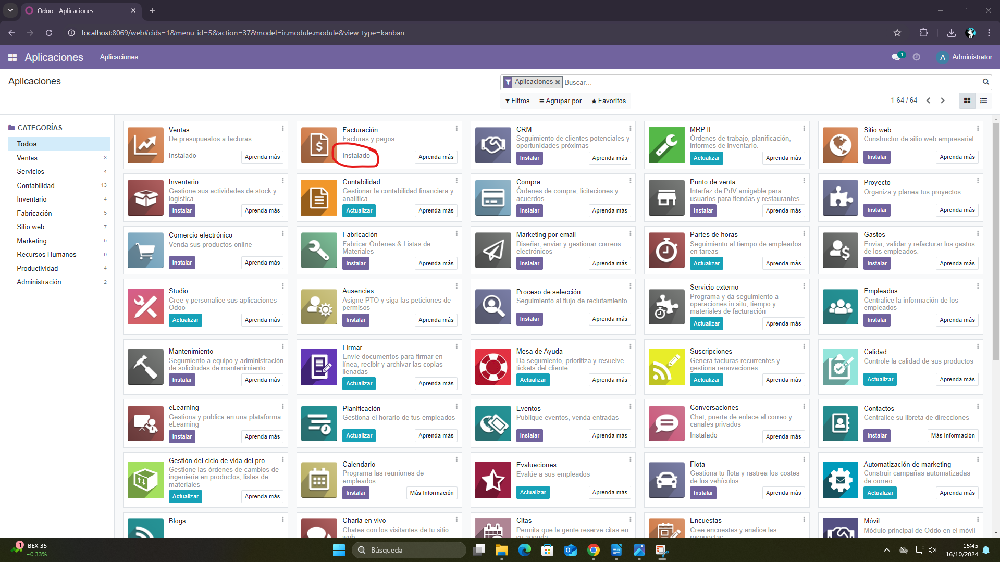 Odoo - Aplicaciones
localhost:8069/web#cids=1&menu_id=5&action=37&model=ir.module.module&view_type=kanban
Aplicaciones
Aplicaciones
1
A
Administrator
Aplicaciones
Aplicaciones
Buscar...
Filtros
Agrupar por
Favoritos
1-64 / 64
CATEGORÍAS
Todos
Ventas 8
Servicios 4
Contabilidad 13
Inventario 4
Fabricación 5
Sitio web 7
Marketing 5
Recursos Humanos 9
Productividad 4
Administración 2
Ventas
De presupuestos a facturas
Instalado
Aprenda más
Facturación
Facturas y pagos
Instalado
Aprenda más
CRM
Seguimiento de clientes potenciales y
oportunidades próximas
Instalar
Aprenda más
MRP II
Órdenes de trabajo, planificación,
informes de inventario.
Actualizar
Aprenda más
Sitio web
Constructor de sitio web empresarial
Instalar
Aprenda más
Inventario
Gestione sus actividades de stock y
logística.
Instalar
Aprenda más
Contabilidad
Gestionar la contabilidad financiera y
analítica.
Actualizar
Aprenda más
Compra
Órdenes de compra, licitaciones y
acuerdos.
Instalar
Aprenda más
Punto de venta
Interfaz de PdV amigable para
usuarios para tiendas y restaurantes
Instalar
Aprenda más
Proyecto
Organiza y planea tus proyectos
Instalar
Aprenda más
Comercio electrónico
Venda sus productos online
Instalar
Aprenda más
Fabricación
Fabricar Órdenes & Listas de
Materiales
Instalar
Aprenda más
Marketing por email
Diseñar, enviar y gestionar correos
electrónicos
Instalar
Aprenda más
Partes de horas
Seguimiento al tiempo de empleados
en tareas
Actualizar
Aprenda más
Gastos
Enviar, validar y refacturar los gastos
de los empleados.
Instalar
Aprenda más
Studio
Cree y personalice sus aplicaciones
Odoo
Actualizar
Aprenda más
Ausencias
Asigne PTO y siga las peticiones de
permisos
Instalar
Aprenda más
Proceso de selección
Seguimiento al flujo de reclutamiento
Instalar
Aprenda más
Servicio externo
Programa y da seguimiento a
operaciones in situ, tiempo y
materiales de facturación
Actualizar
Aprenda más
Empleados
Centralice la información de los
empleados
Instalar
Aprenda más
Mantenimiento
Segumiento a equipo y administración
de solicitudes de mantenimiento
Instalar
Aprenda más
Firmar
Envíe documentos para firmar en
línea, recibir y archivar las copias
llenadas
Actualizar
Aprenda más
Mesa de Ayuda
Da segumiento, prioritiza y resuelve
tickets del cliente
Actualizar
Aprenda más
Suscripciones
Genera facturas recurrentes y
gestiona renovaciones
Actualizar
Aprenda más
Calidad
Controle la calidad de sus productos
Actualizar
Aprenda más
eLearning
Gestiona y publica en una plataforma
eLearning
Instalar
Aprenda más
Planificación
Gestiona el horario de tus empleados
Actualizar
Aprenda más
Eventos
Publique eventos, venda entradas
Instalar
Aprenda más
Conversaciones
Chat, puerta de enlace al correo y
canales privados
Instalado
Aprenda más
Contactos
Centralice su libreta de direcciones
Instalar
Más Información
Gestión del ciclo de vida del pro...
Gestione las órdenes de cambios de
ingeniería en productos, listas de
materiales
Actualizar
Aprenda más
Calendario
Programa las reuniones de
empleados
Instalar
Más Información
Evaluaciones
Evalúe a sus empleados
Actualizar
Aprenda más
Flota
Gestiona tu flota y rastrea los costes
de los vehículos
Instalar
Aprenda más
Automatización de marketing
Construir campañas automatizadas
de correo
Actualizar
Aprenda más
Blogs
Charla en vivo
Chatea con los visitantes de tu sitio
web
Citas
Permita que la gente reserve citas en
su agenda
Encuestas
Cree encuestas y analice las
respuestas
Móvil
Módulo principal de Odoo en el móvil
1
IBEX 35
+0,33%
Búsqueda
15:45
16/10/2024